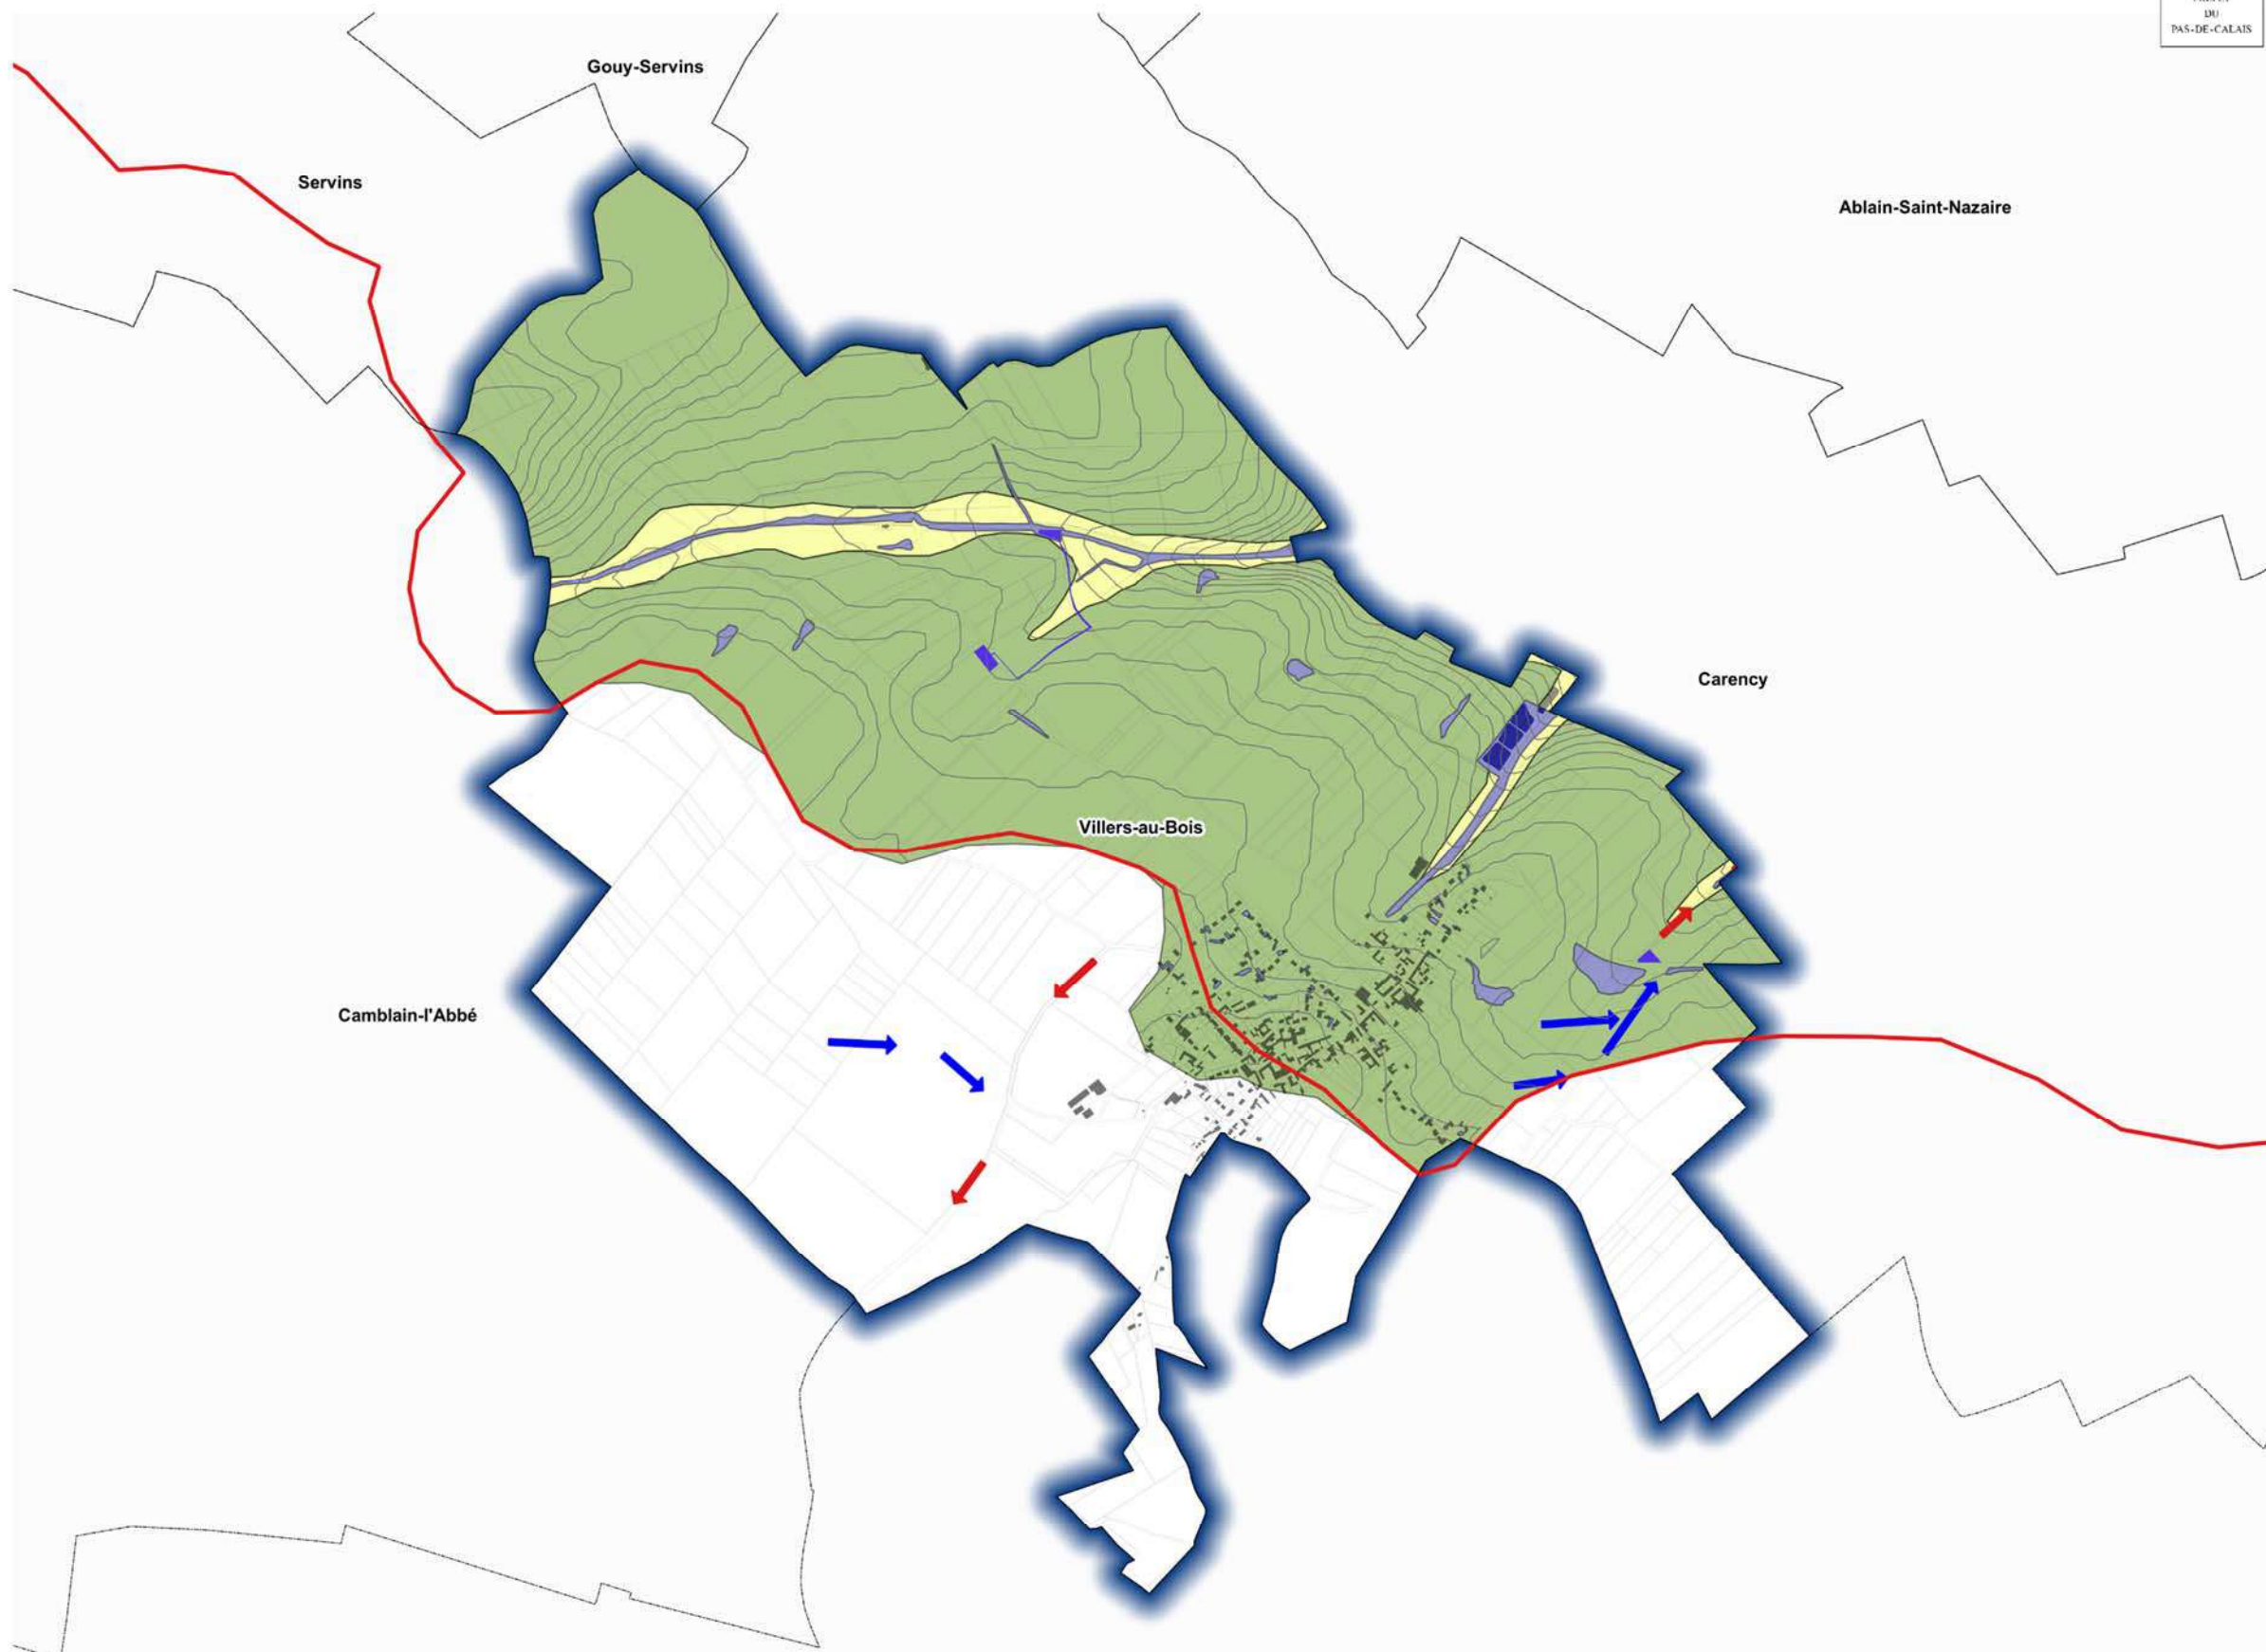 DU
PAS-DE-CALAIS
Gouy-Servins
Servins
Ablain-Saint-Nazaire
Carency
Villers-au-Bois
Camblain-l'Abbé